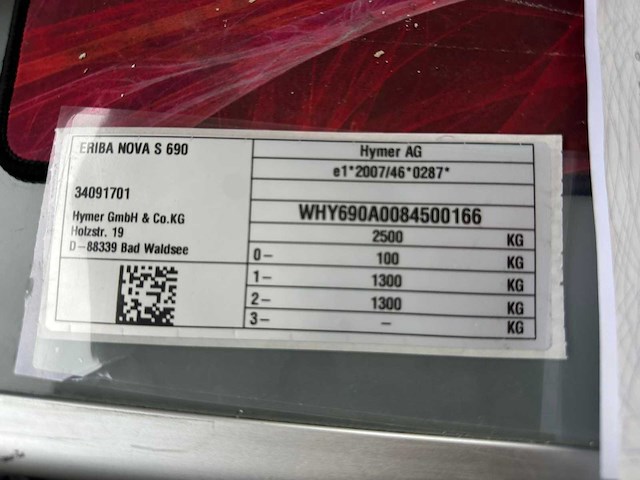 ERIBA NOVA S 690
34091701
Hymer GmbH & Co.KG
Holzstr. 19
D-88339 Bad Waldsee
Hymer AG
e1*2007/46*0287*
WHY690A0084500166
2500 KG
0- 100 KG
1- 1300 KG
2- 1300 KG
3- - KG